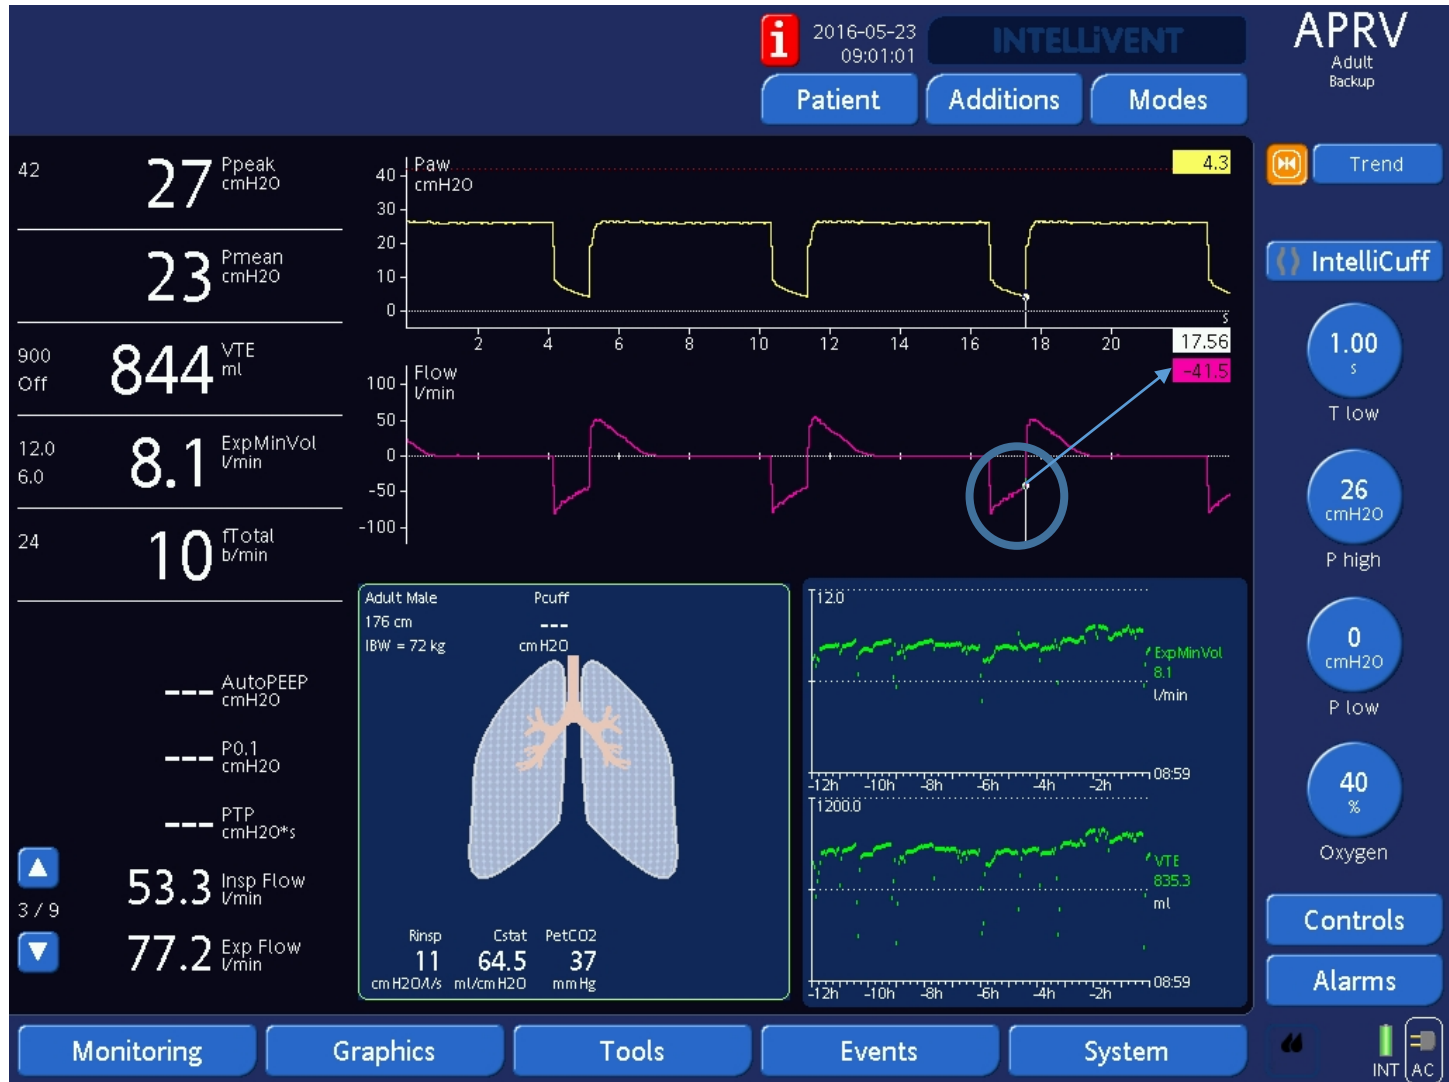 i
2016-05-23
09:01:01
INTELLiVENT
APRV
Adult
Backup
Patient
Additions
Modes
42
27
Ppeak
cmH2O
23
Pmean
cmH2O
900
Off
844
VTE
ml
12.0
6.0
8.1
ExpMinVol
l/min
24
10
fTotal
b/min
---
AutoPEEP
cmH2O
---
P0.1
cmH2O
---
PTP
cmH2O*s
3 / 9
53.3
Insp Flow
l/min
77.2
Exp Flow
l/min
Paw
cmH2O
4.3
40
30
20
10
0
s
2 4 6 8 10 12 14 16 18 20
17.56
Flow
l/min
-41.5
100
50
0
-50
-100
Adult Male
176 cm
IBW = 72 kg
Pcuff
---
cmH2O
Rinsp Cstat PetCO2
11 64.5 37
cmH2O/l/s ml/cmH2O mmHg
12.0
ExpMinVol
8.1
l/min
-12h -10h -8h -6h -4h -2h 08:59
1200.0
VTE
835.3
ml
-12h -10h -8h -6h -4h -2h 08:59
Trend
IntelliCuff
1.00
s
T low
26
cmH2O
P high
0
cmH2O
P low
40
%
Oxygen
Controls
Alarms
Monitoring
Graphics
Tools
Events
System
INT
AC